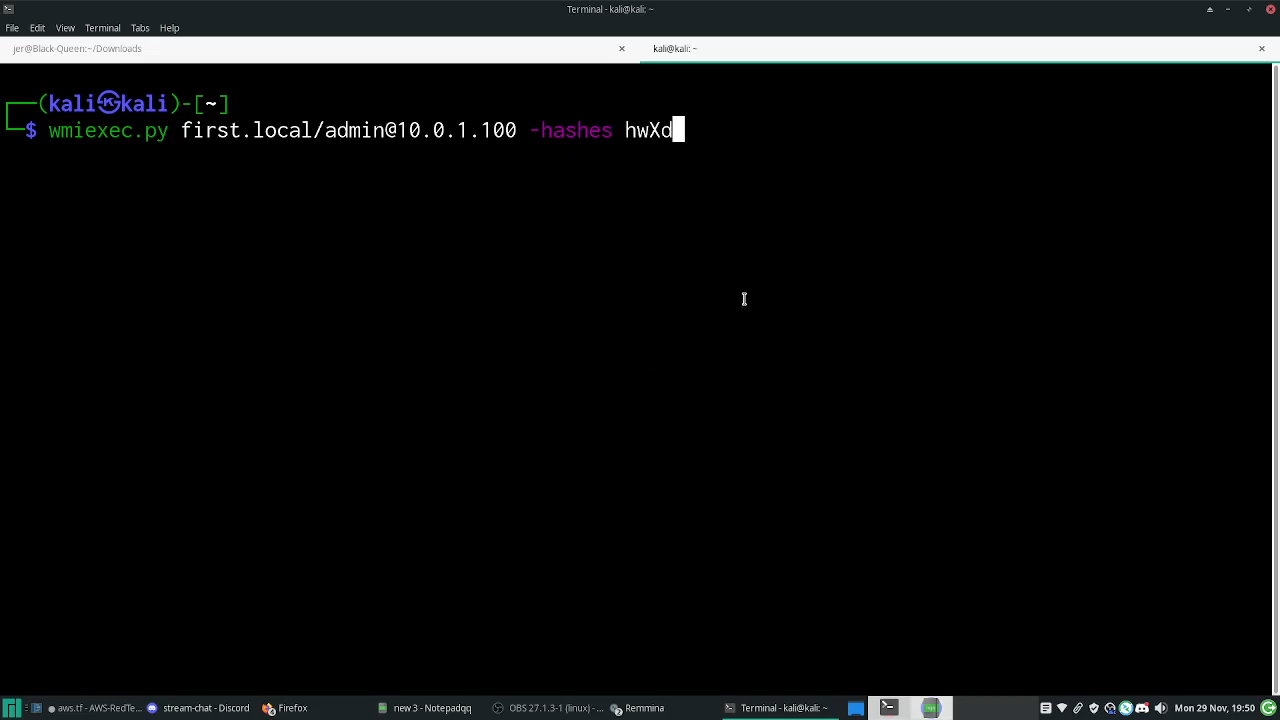 Terminal - kali@kali: ~
File Edit View Terminal Tabs Help
jer@Black-Queen:~/Downloads
kali@kali: ~
(kali㉿kali)-[~]
$ wmiexec.py first.local/admin@10.0.1.100 -hashes hwXd
aws.tf - AWS-RedTe... stream-chat - Discord Firefox new 3 - Notepadqq OBS 27.1.3-1 (linux) - ... Remmina Terminal - kali@kali: ~ Mon 29 Nov, 19:50